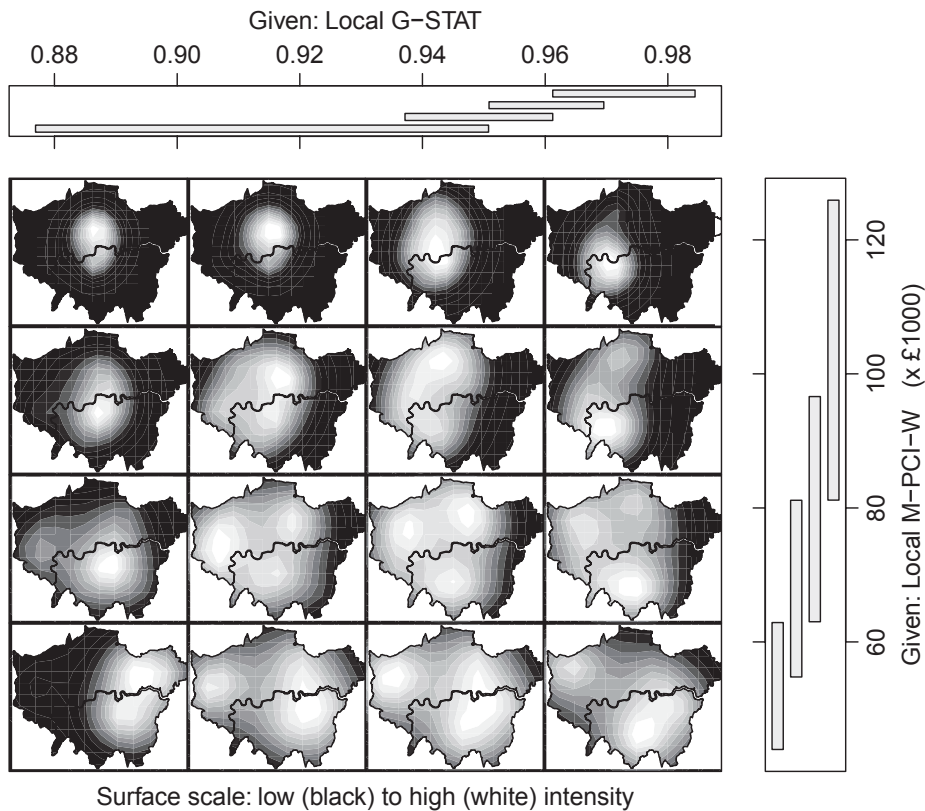 Given: Local G−STAT
0.88 0.90 0.92 0.94 0.96 0.98
60 80 100 120
Given: Local M−PCI−W (x £1000)
Surface scale: low (black) to high (white) intensity